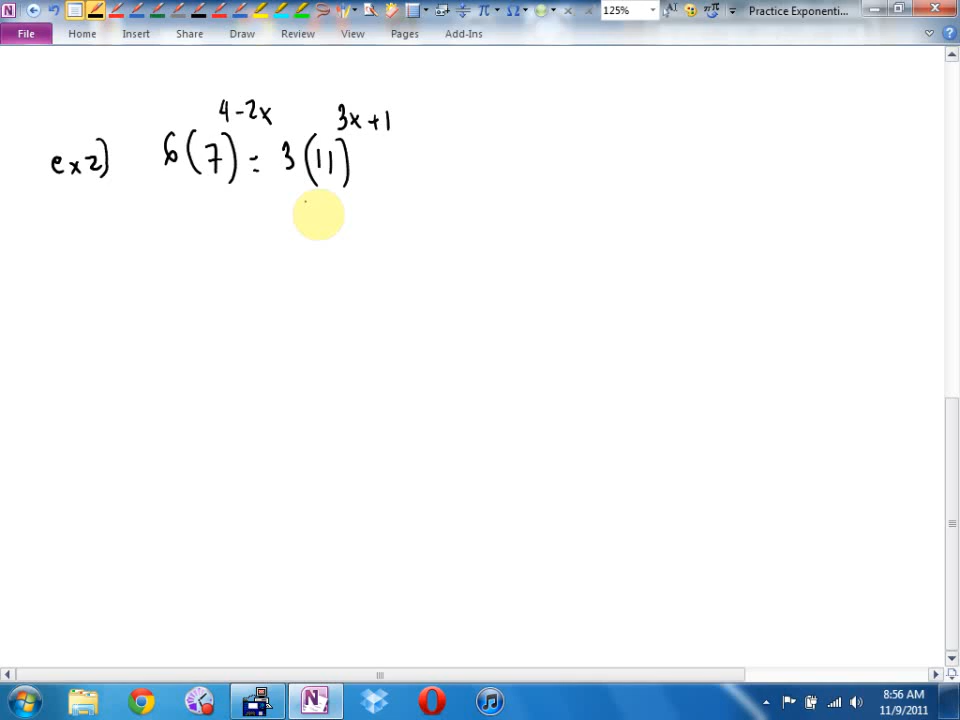 125%
Practice Exponenti...
File Home Insert Share Draw Review View Pages Add-Ins
ex2) 6(7)^{4-2x} = 3(11)^{3x+1}
8:56 AM
11/9/2011